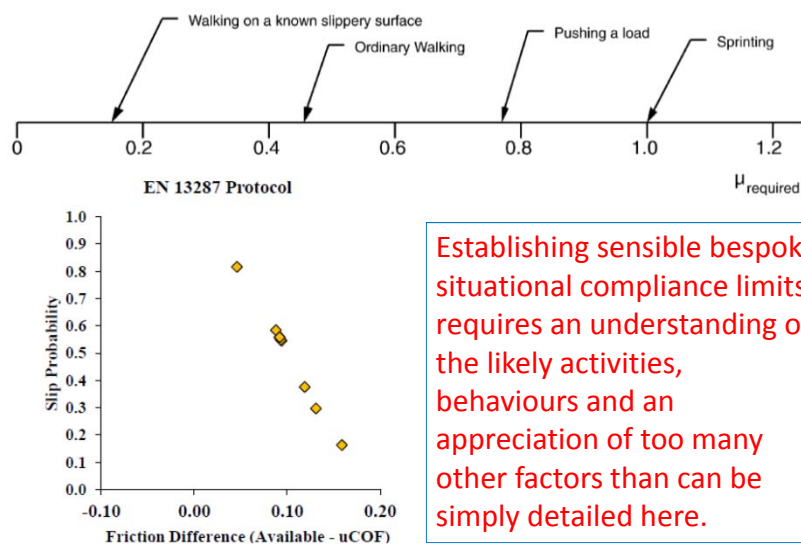 Walking on a known slippery surface
Ordinary Walking
Pushing a load
Sprinting
0 0.2 0.4 0.6 0.8 1.0 1.2
μrequired
EN 13287 Protocol
1.0
0.9
0.8
0.7
0.6
0.5
0.4
0.3
0.2
0.1
0.0
Slip Probability
-0.10 0.00 0.10 0.20
Friction Difference (Available - uCOF)
Establishing sensible bespok
situational compliance limits
requires an understanding o
the likely activities,
behaviours and an
appreciation of too many
other factors than can be
simply detailed here.